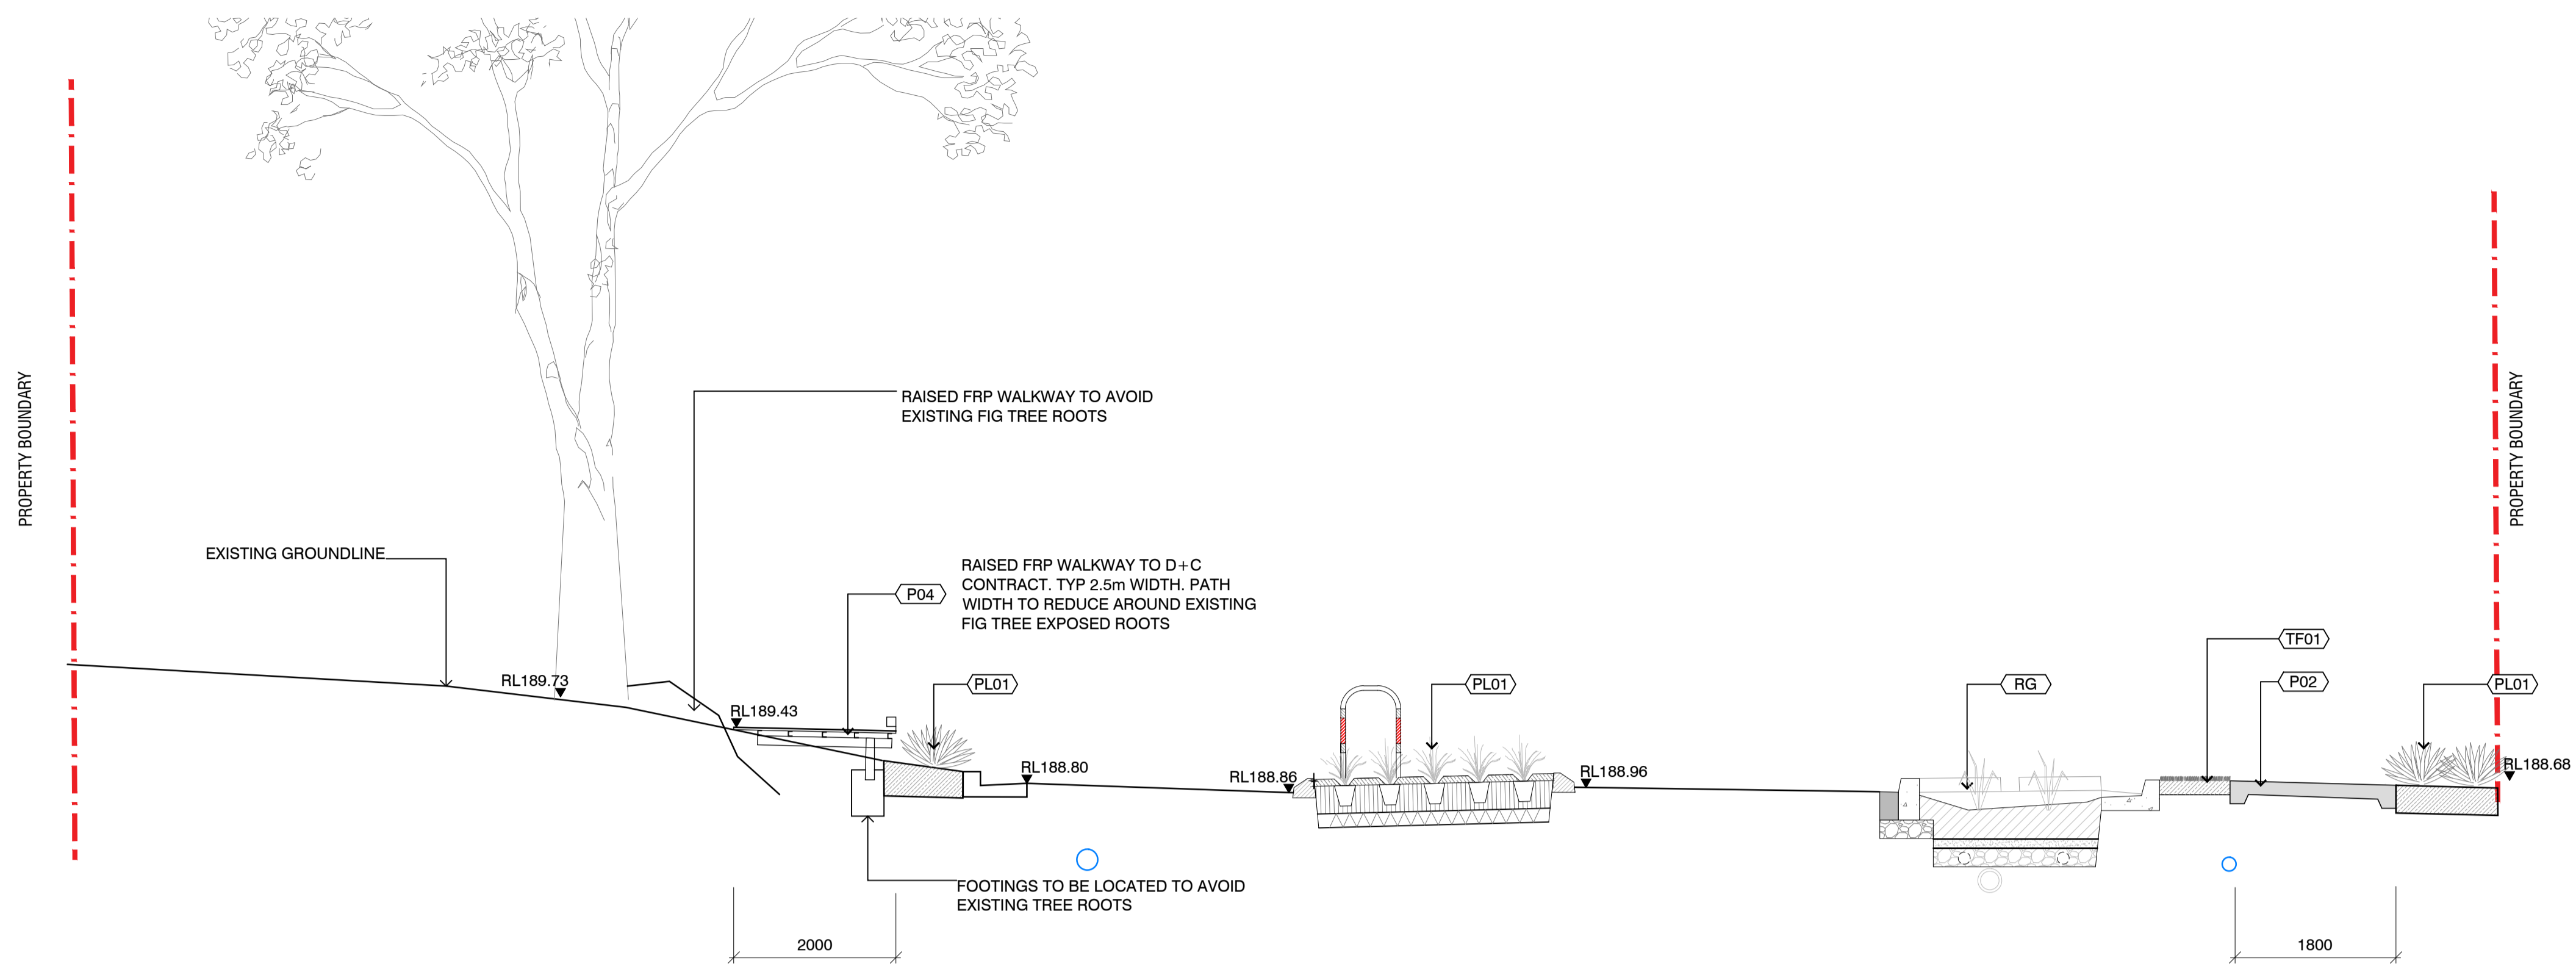 PROPERTY BOUNDARY
PROPERTY BOUNDARY
RAISED FRP WALKWAY TO AVOID
EXISTING FIG TREE ROOTS
EXISTING GROUNDLINE
RAISED FRP WALKWAY TO D+C
CONTRACT. TYP 2.5m WIDTH. PATH
WIDTH TO REDUCE AROUND EXISTING
FIG TREE EXPOSED ROOTS
P04
TF01
RL189.73
PL01
PL01
RG
P02
PL01
RL189.43
RL188.80
RL188.86
RL188.96
RL188.68
FOOTINGS TO BE LOCATED TO AVOID
EXISTING TREE ROOTS
2000
1800